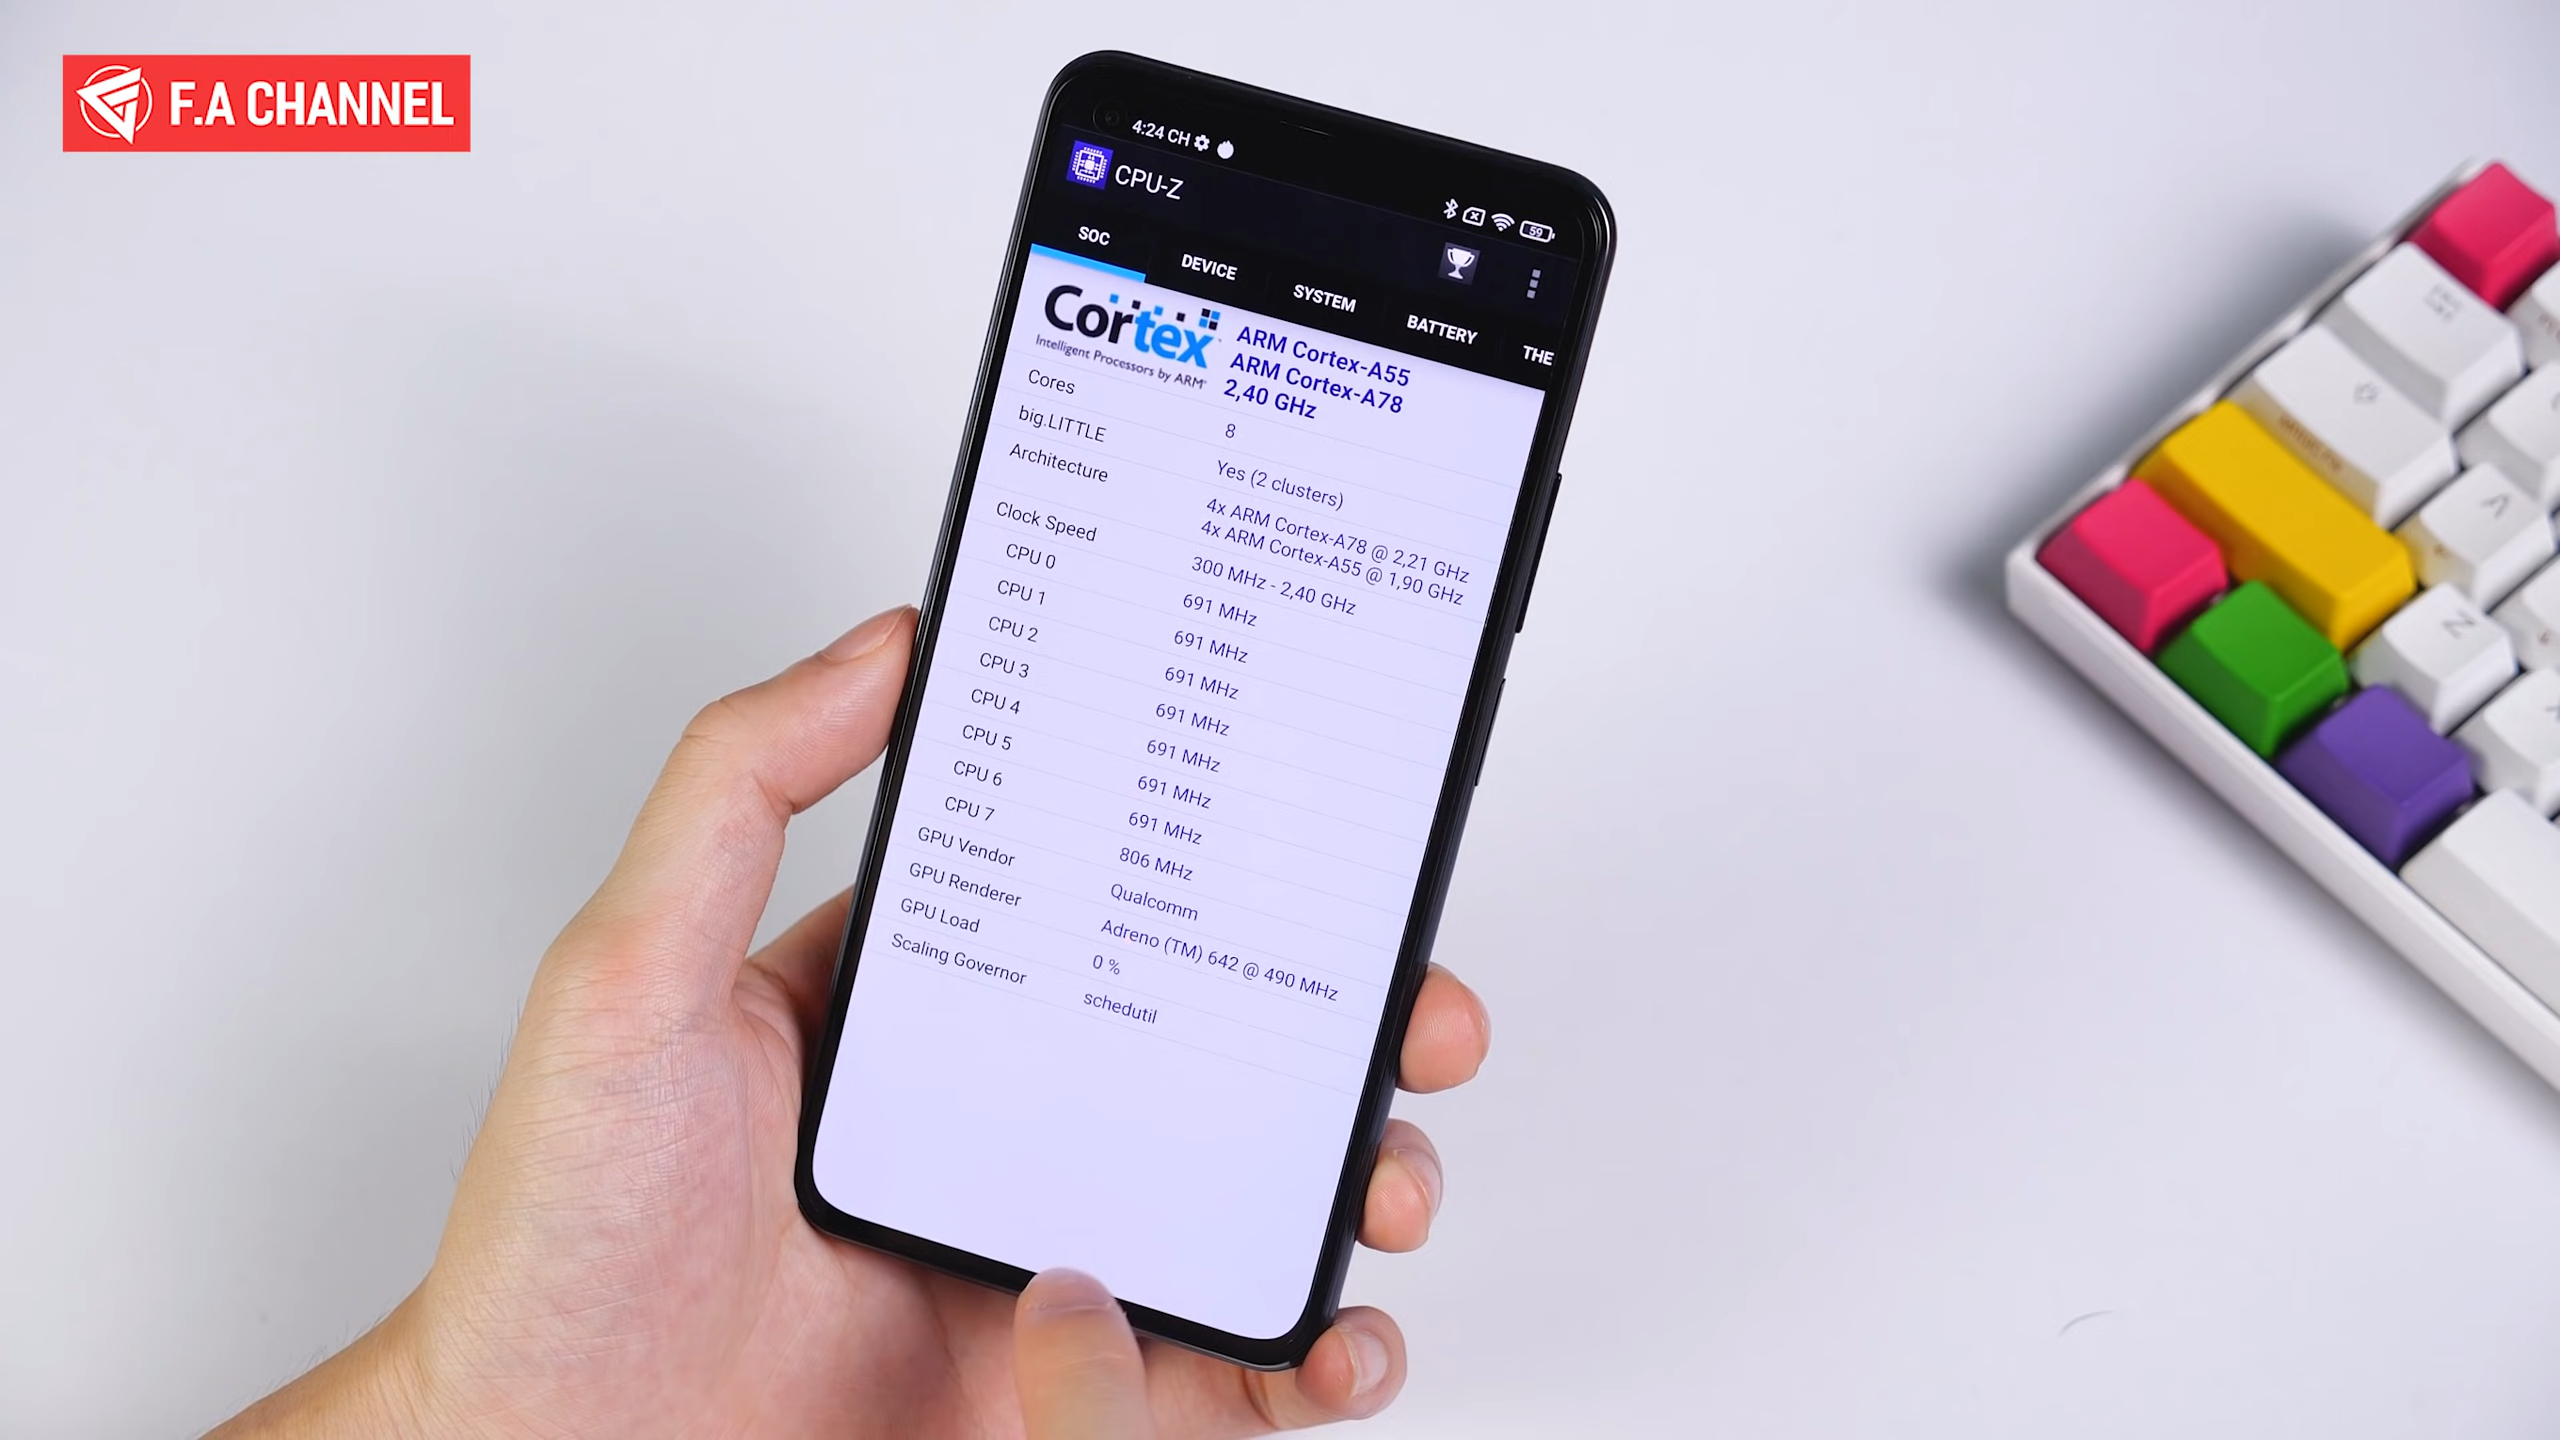 F.A CHANNEL
4:24 CH
59
CPU-Z
SOC
DEVICE
SYSTEM
BATTERY
THE
Cortex
Intelligent Processors by ARM
ARM Cortex-A55
ARM Cortex-A78
2,40 GHz
Cores 8
big.LITTLE Yes (2 clusters)
Architecture 4x ARM Cortex-A78 @ 2,21 GHz
4x ARM Cortex-A55 @ 1,90 GHz
Clock Speed 300 MHz - 2,40 GHz
CPU 0 691 MHz
CPU 1 691 MHz
CPU 2 691 MHz
CPU 3 691 MHz
CPU 4 691 MHz
CPU 5 691 MHz
CPU 6 691 MHz
CPU 7 806 MHz
GPU Vendor Qualcomm
GPU Renderer Adreno (TM) 642 @ 490 MHz
GPU Load 0 %
Scaling Governor schedutil
Z